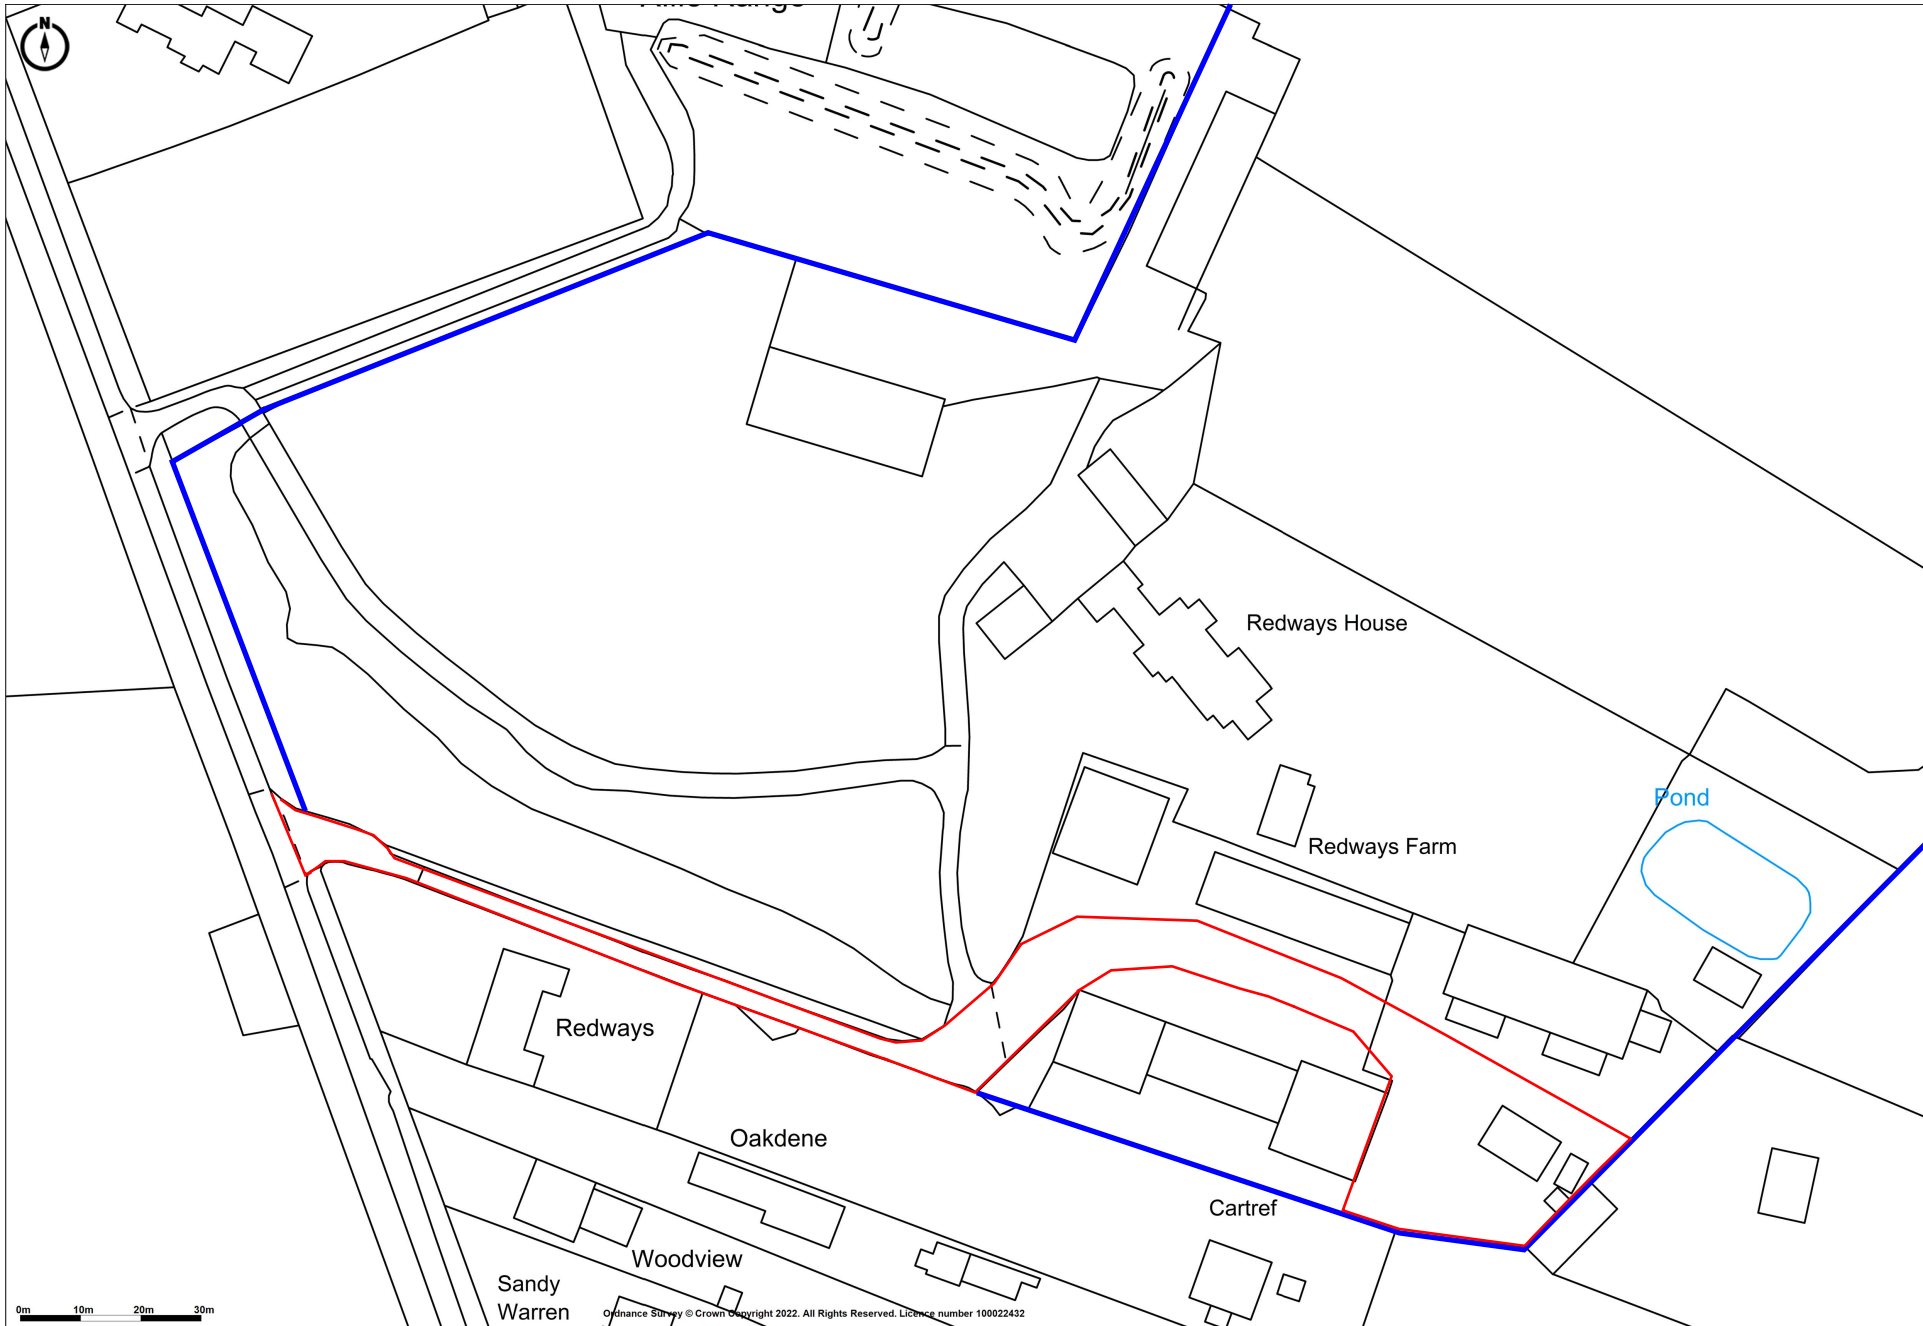 N
Redways House
Pond
Redways Farm
Redways
Oakdene
Cartref
Woodview
Sandy
Warren
0m 10m 20m 30m
Ordnance Survey © Crown Copyright 2022. All Rights Reserved. Licence number 100022432